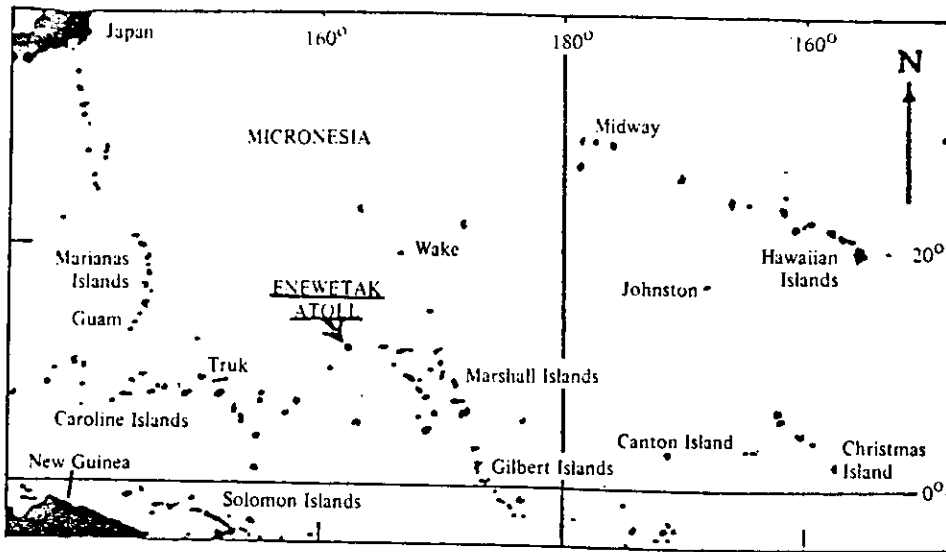 Japan
160°
180°
160°
N
MICRONESIA
Midway
Marianas
Islands
Wake
Hawaiian
Islands
20°
ENEWETAK
ATOLL
Johnston
Guam
Truk
Marshall Islands
Caroline Islands
Canton Island
Christmas
Island
New Guinea
Gilbert Islands
Solomon Islands
0°